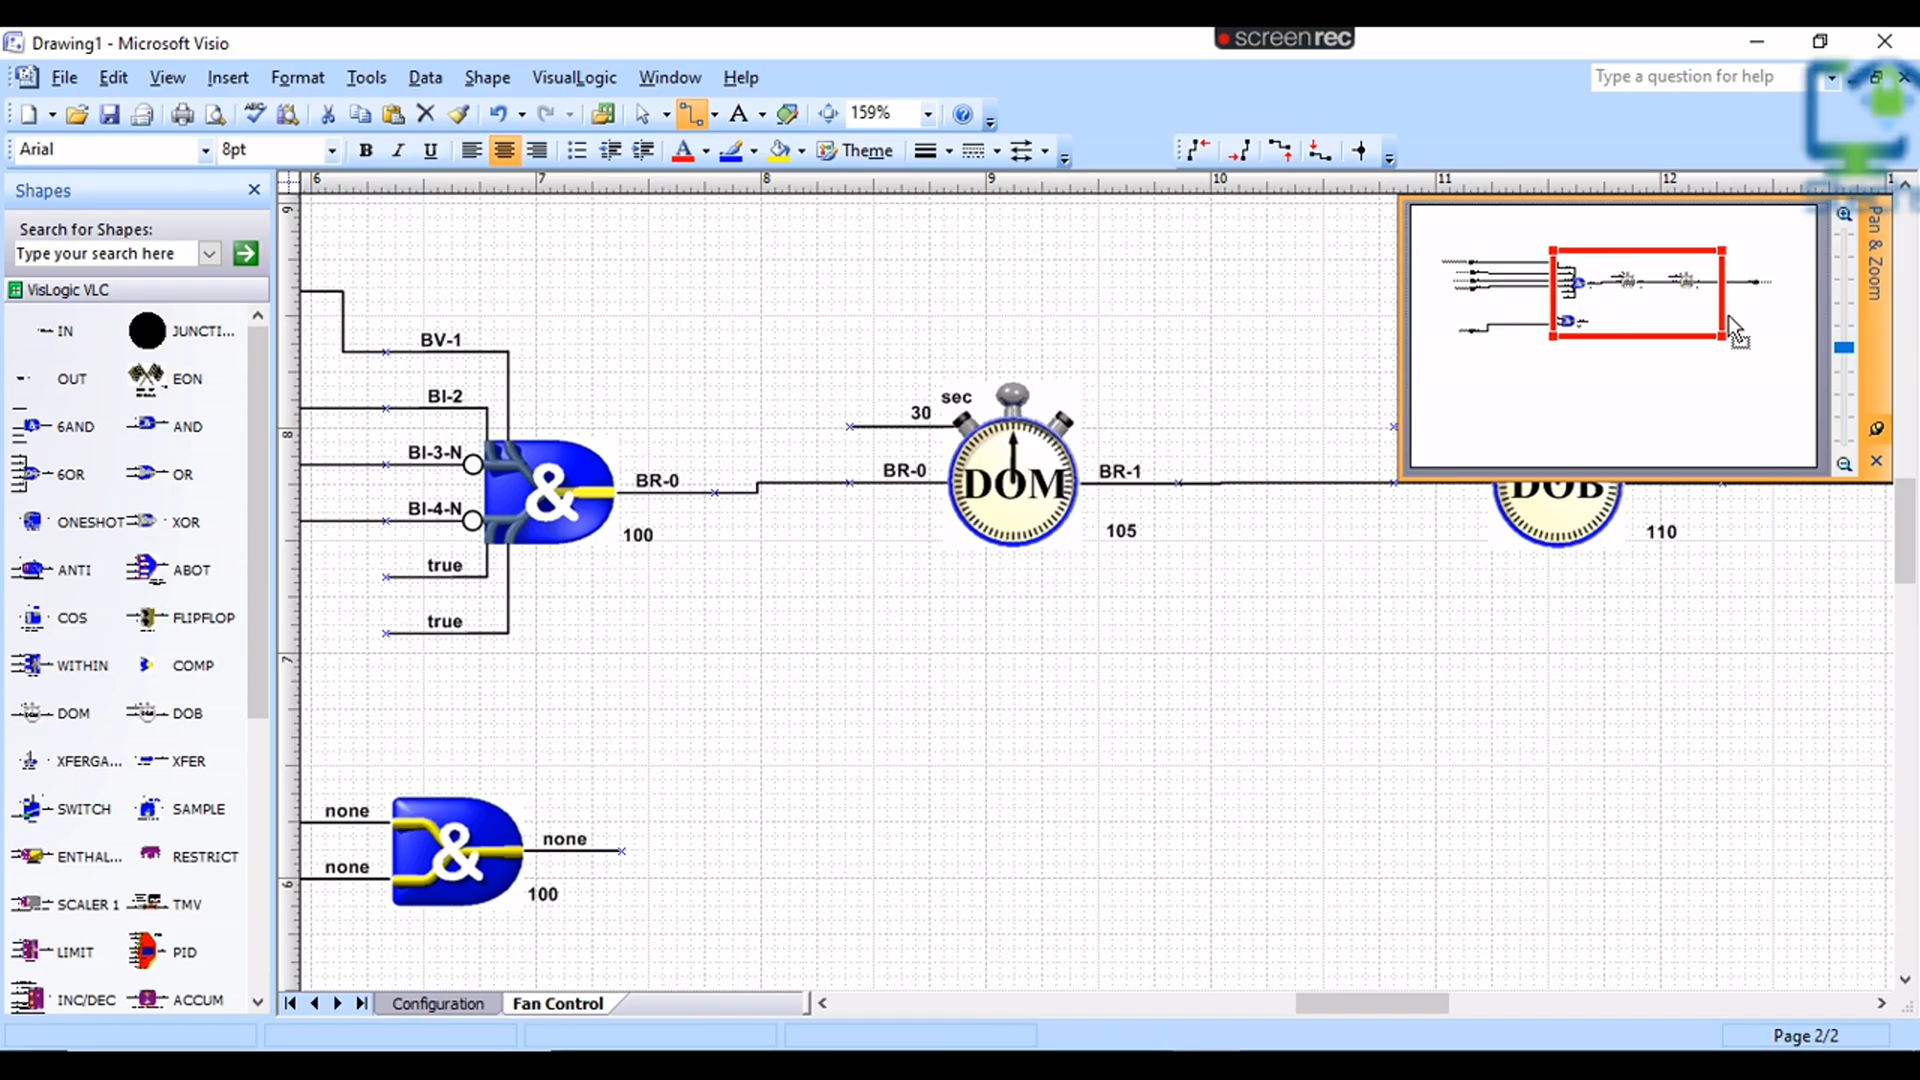 screenrec
Drawing1 - Microsoft Visio
File Edit View Insert Format Tools Data Shape VisualLogic Window Help
Type a question for help
159%
Arial 8pt B I U A Theme
Shapes
Search for Shapes:
Type your search here
VisLogic VLC
IN JUNCTI...
OUT EON
6AND AND
6OR OR
ONESHOT XOR
ANTI ABOT
COS FLIPFLOP
WITHIN COMP
DOM DOB
XFERGA... XFER
SWITCH SAMPLE
ENTHAL... RESTRICT
SCALER 1 TMV
LIMIT PID
INC/DEC ACCUM
6 7 8 9 10 11 12 1
9
8
7
6
Pan & Zoom
BV-1
BI-2
BI-3-N
BI-4-N
true
true
&
BR-0
100
sec
30
BR-0
DOM
BR-1
105
DOB
110
none
none
&
none
100
Configuration Fan Control
Page 2/2